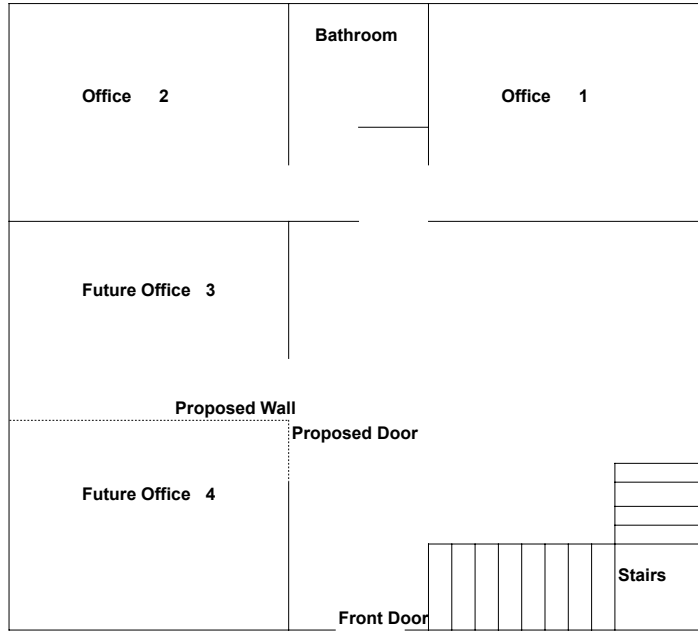 Bathroom
Office 2
Office 1
Future Office 3
Proposed Wall
Proposed Door
Future Office 4
Stairs
Front Door